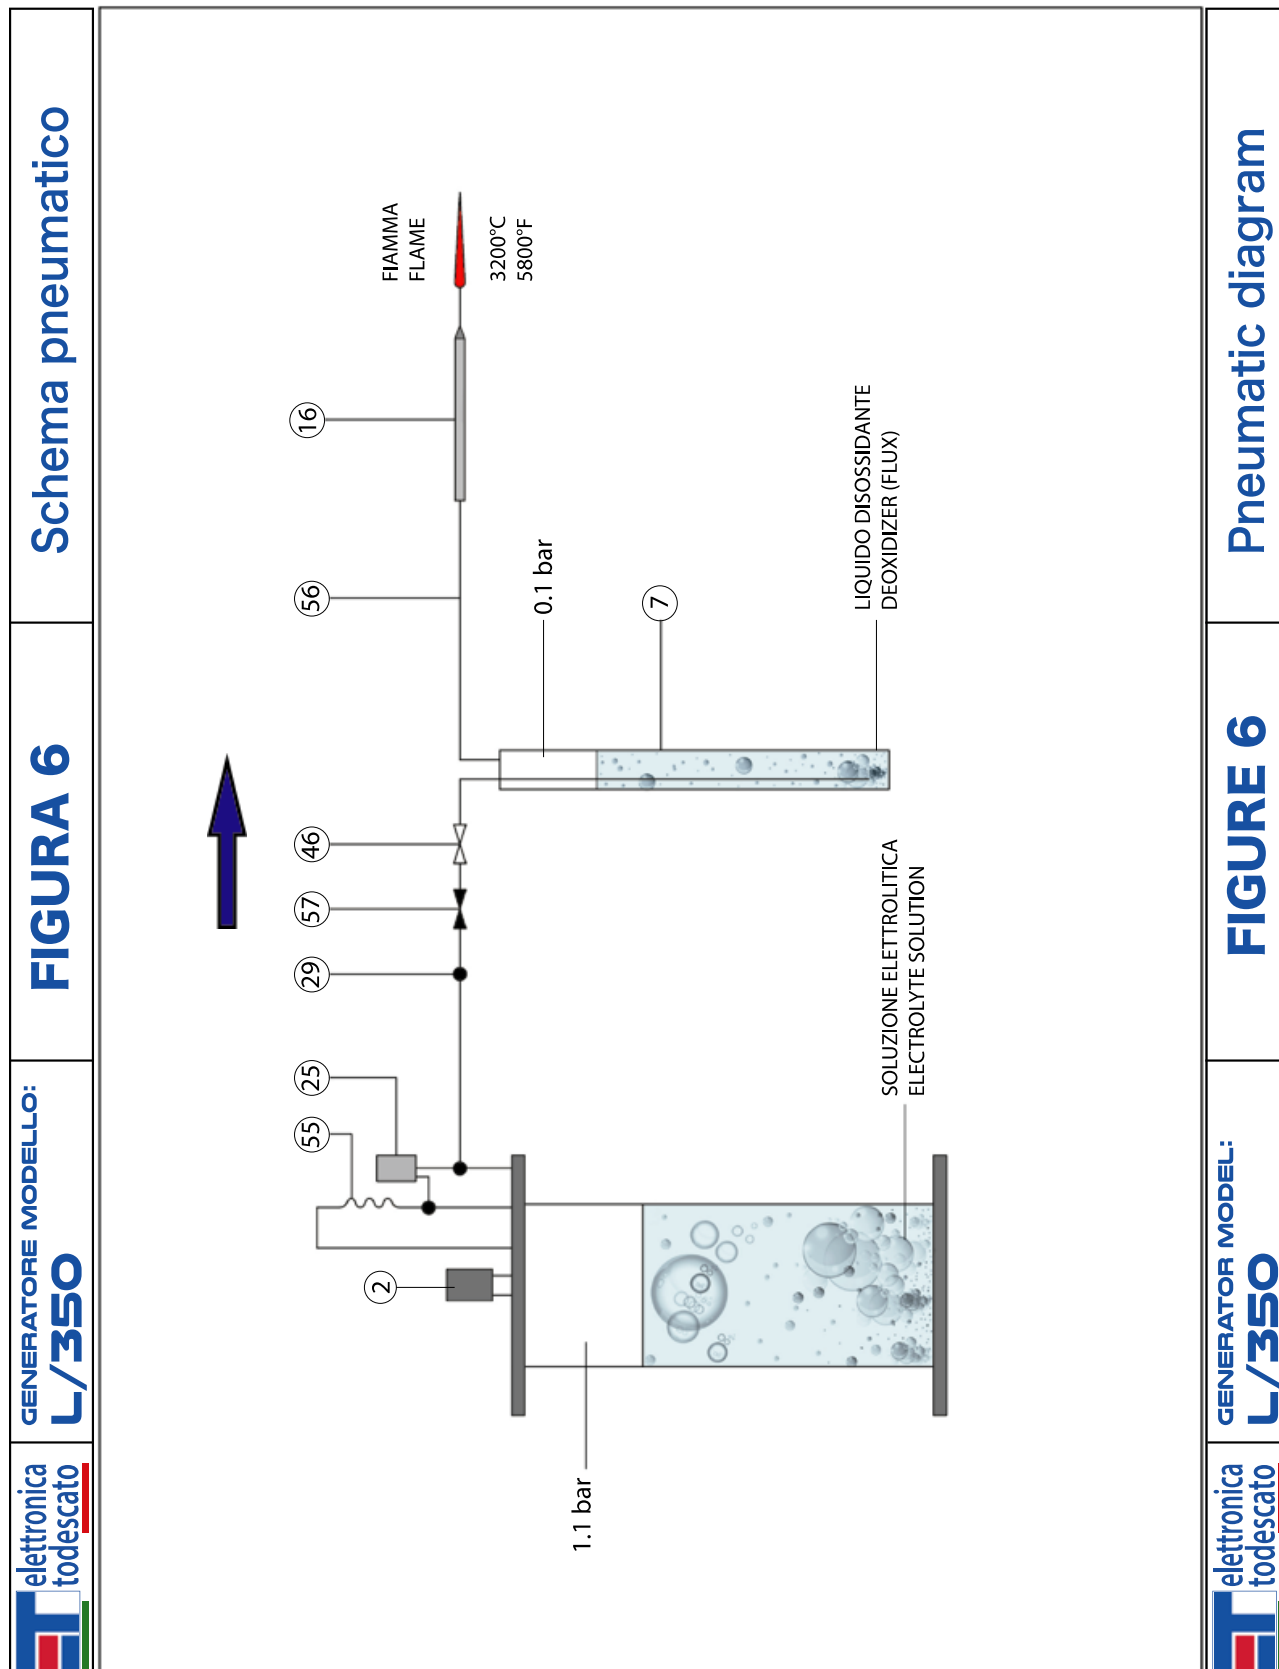 elettronica
todescato
GENERATORE MODELLO:
L/350
FIGURA 6
Schema pneumatico
FIAMMA
FLAME
3200°C
5800°F
16
56
0.1 bar
7
LIQUIDO DISOSSIDANTE
DEOXIDIZER (FLUX)
46
57
29
25
55
2
SOLUZIONE ELETTROLITICA
ELECTROLYTE SOLUTION
1.1 bar
elettronica
todescato
GENERATOR MODEL:
L/350
FIGURE 6
Pneumatic diagram